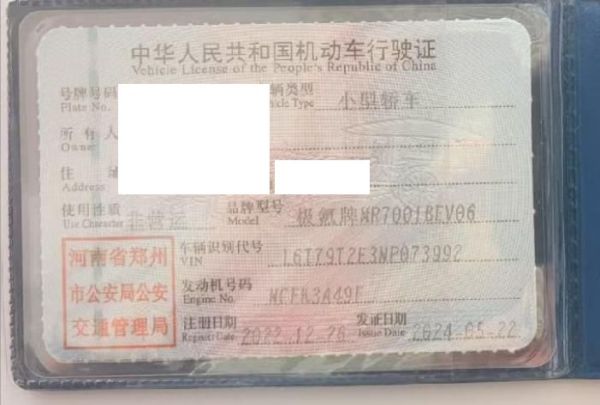 中华人民共和国机动车行驶证
Vehicle License of the People's Republic of China
号牌号码 辆类型 小型轿车
Plate No. hicle Type
所有人
Owner
住
Address
使用性质 非营运 品牌型号 极氪牌MR7001BEV06
Use Character Model
河南省郑州 车辆识别代号 L6T79T2E3NP073992
VIN
市公安局公安 发动机号码
Engine No.
交通管理局 注册日期 2022.12.26 发证日期 2024.05.22
Register Date Issue Date